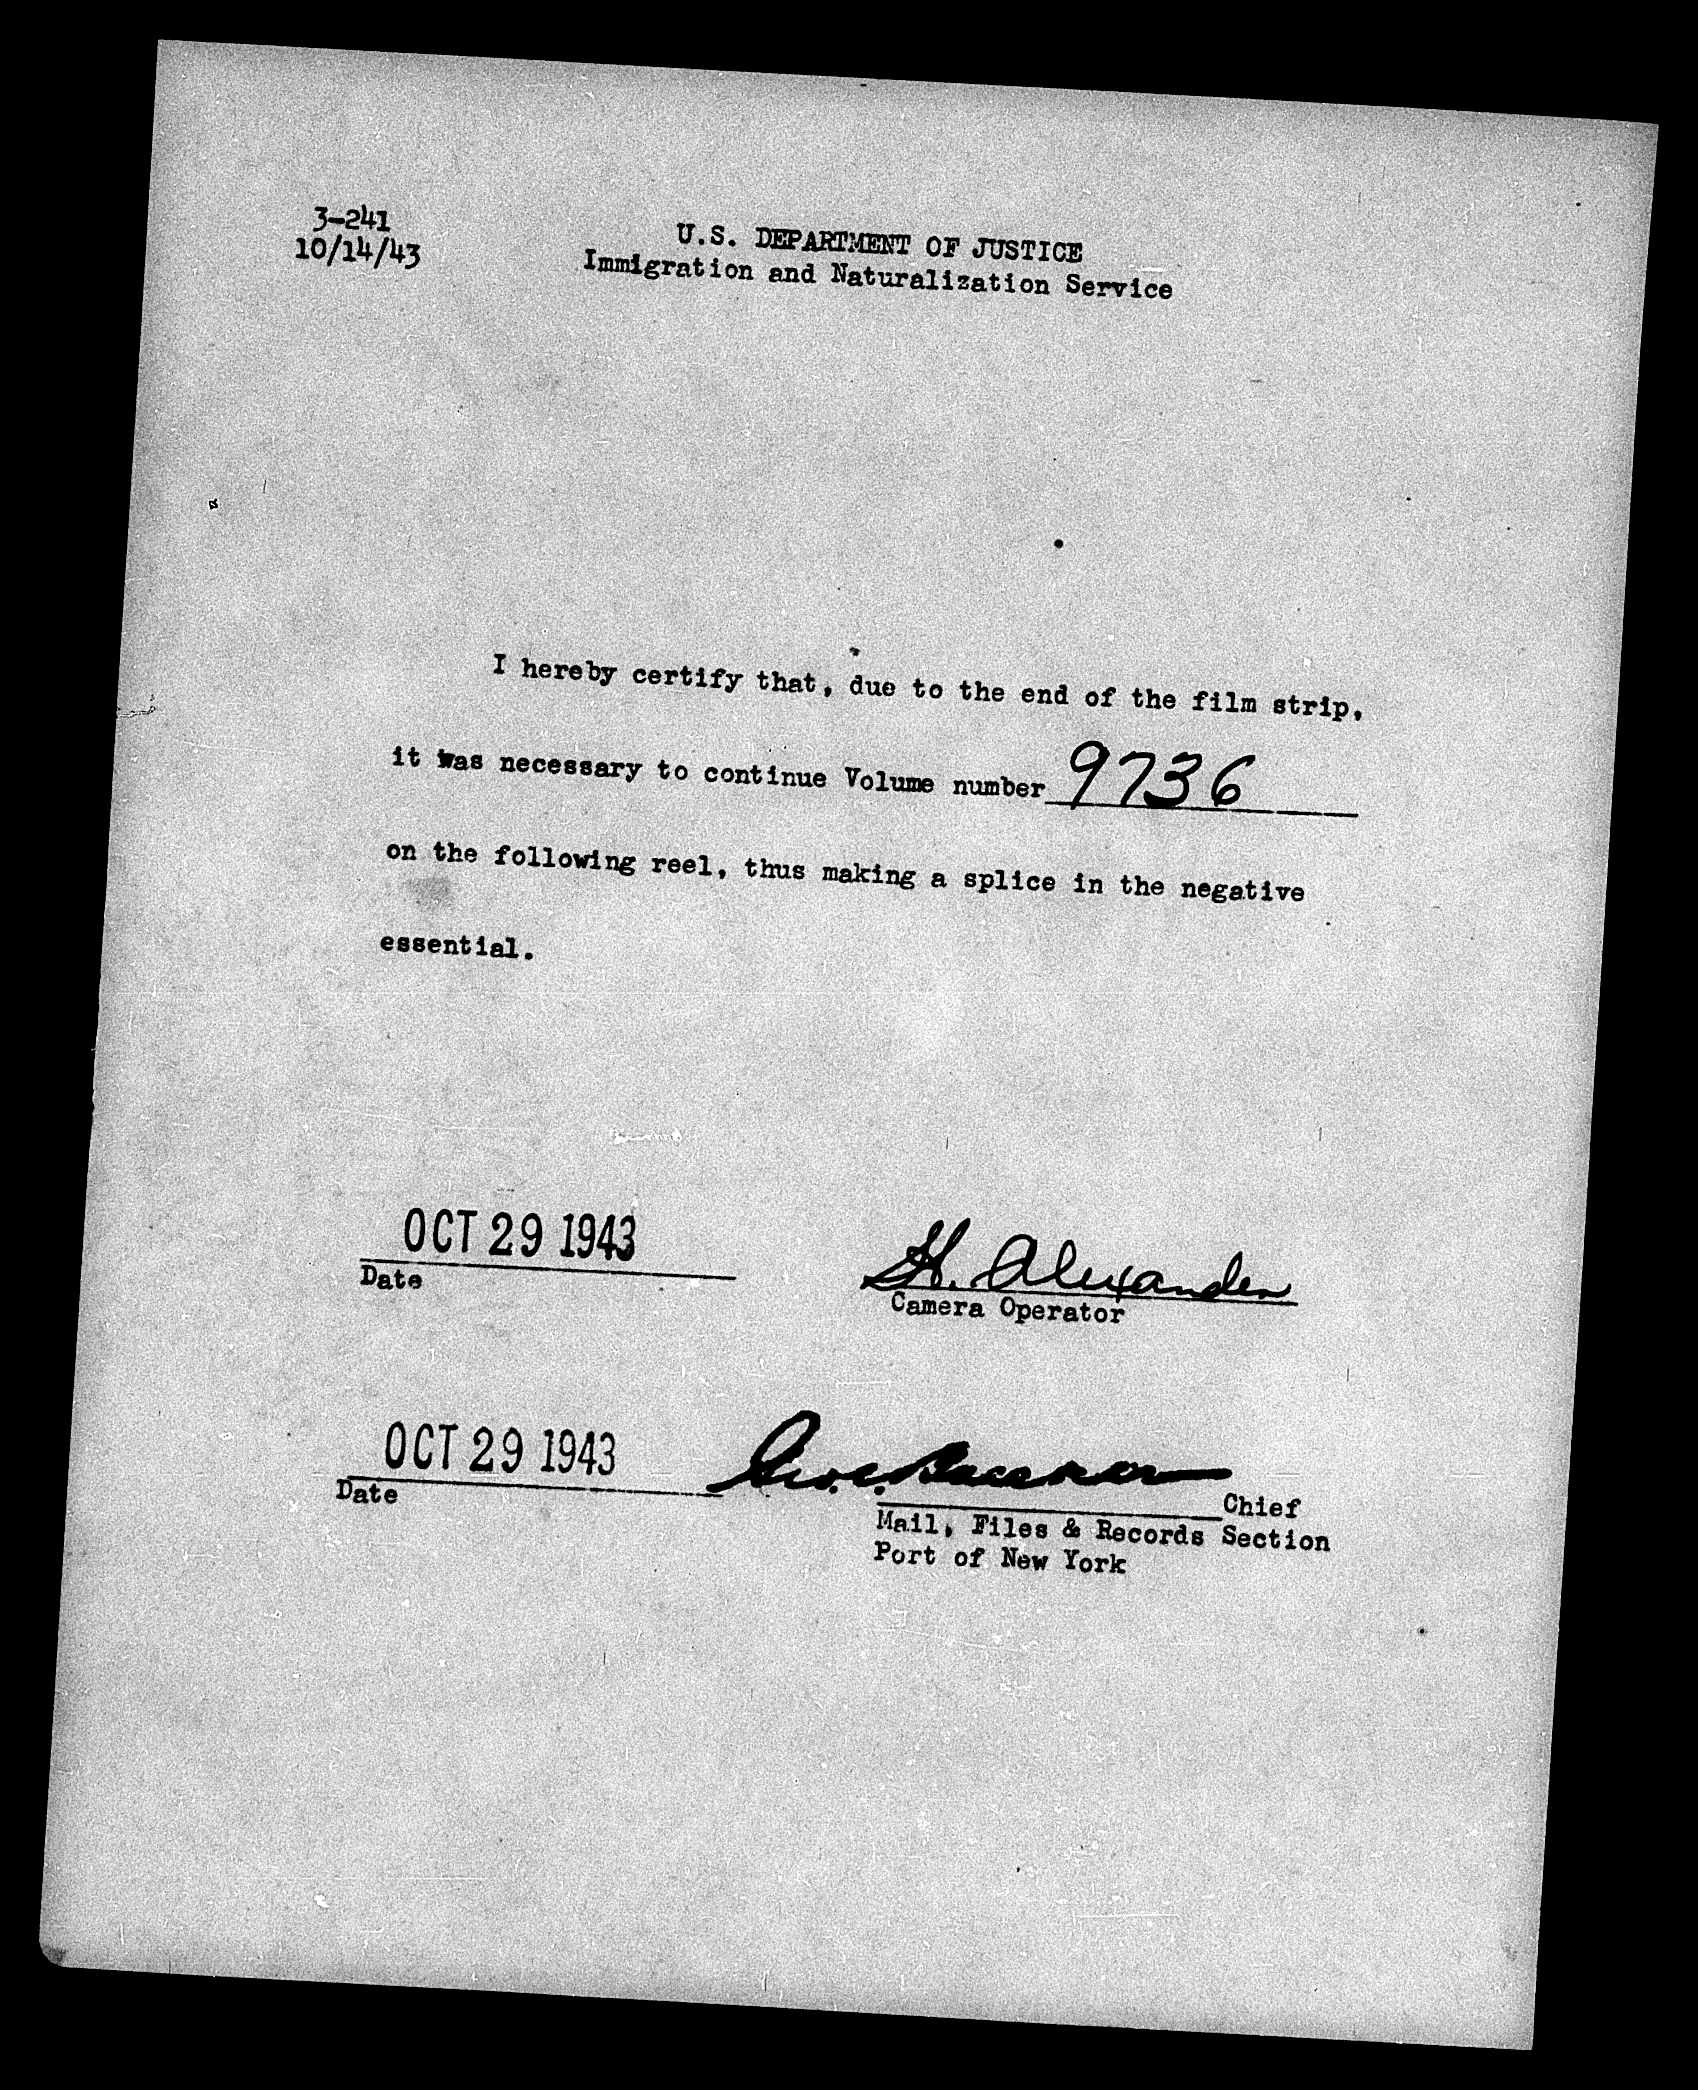 3-241
10/14/43
U.S. DEPARTMENT OF JUSTICE
Immigration and Naturalization Service
I hereby certify that, due to the end of the film strip,
it was necessary to continue Volume number 9736
on the following reel, thus making a splice in the negative
essential.
OCT 29 1943
Date
H. Alexander
Camera Operator
OCT 29 1943
Date
Chief
Mail, Files & Records Section
Port of New York